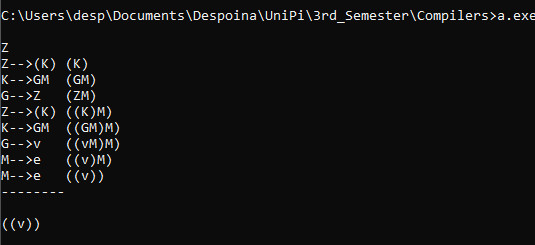 C:\Users\desp\Documents\Despoina\UniPi\3rd_Semester\Compilers>a.exe
Z
Z-->(K) (K)
K-->GM (GM)
G-->Z (ZM)
Z-->(K) ((K)M)
K-->GM ((GM)M)
G-->v ((vM)M)
M-->e ((v)M)
M-->e ((v))
--------
((v))